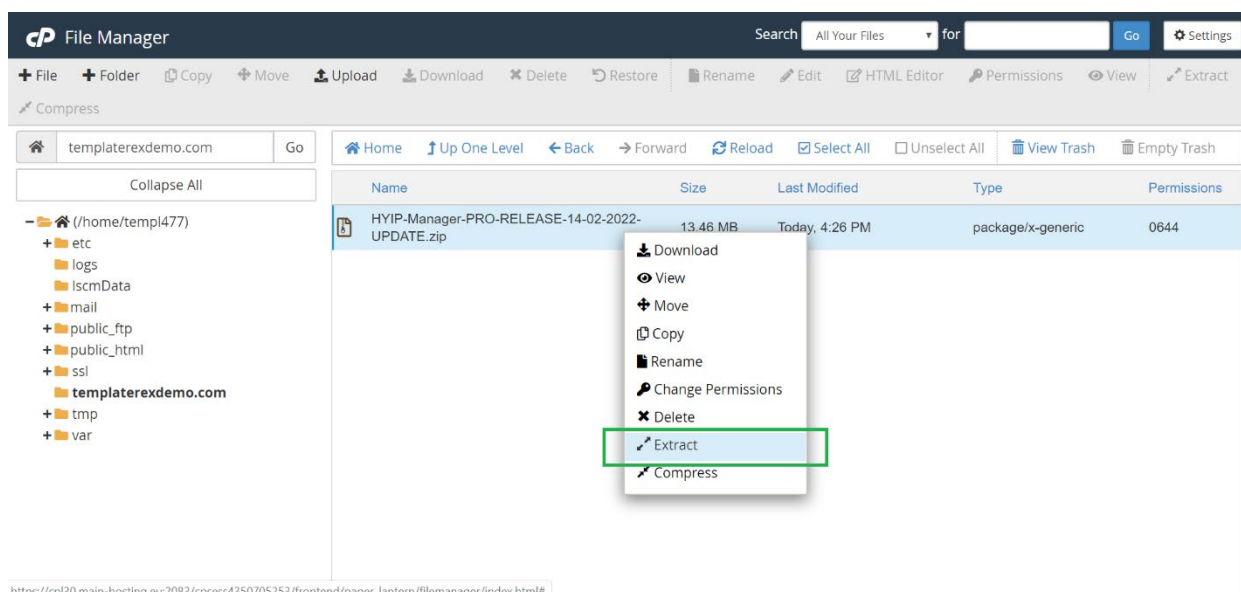 cP File Manager
Search All Your Files for Go Settings
File Folder Copy Move Upload Download Delete Restore Rename Edit HTML Editor Permissions View Extract
Compress
templaterexdemo.com Go
Home Up One Level Back Forward Reload Select All Unselect All View Trash Empty Trash
Collapse All
Name Size Last Modified Type Permissions
(/home/templ477)
etc
logs
lscmData
mail
public_ftp
public_html
ssl
templaterexdemo.com
tmp
var
HYIP-Manager-PRO-RELEASE-14-02-2022-
UPDATE.zip
13.46 MB Today, 4:26 PM package/x-generic 0644
Download
View
Move
Copy
Rename
Change Permissions
Delete
Extract
Compress